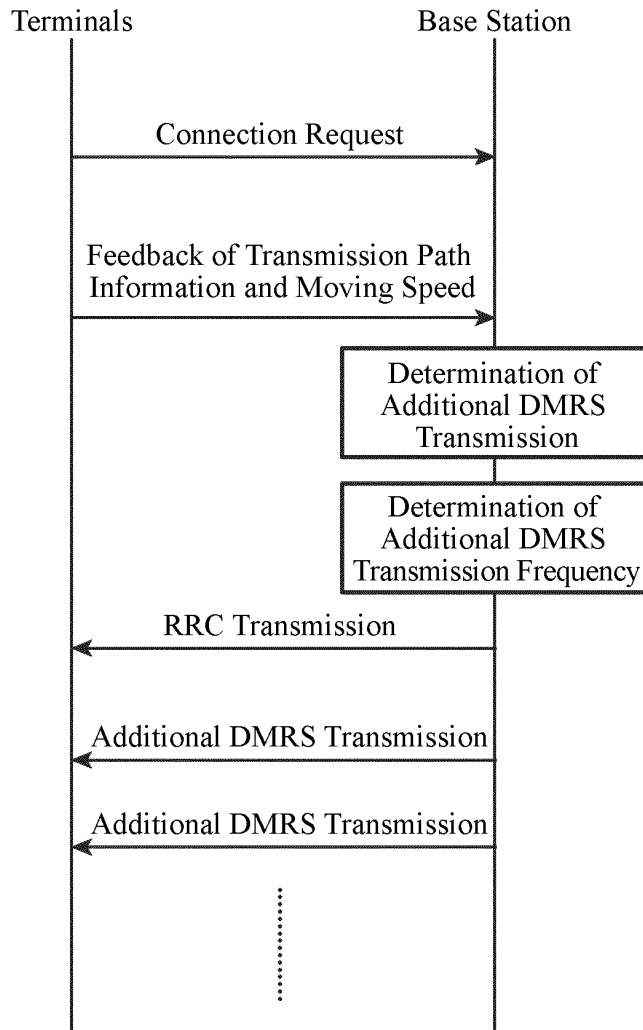 Terminals
Base Station
Connection Request
Feedback of Transmission Path
Information and Moving Speed
Determination of
Additional DMRS
Transmission
Determination of
Additional DMRS
Transmission Frequency
RRC Transmission
Additional DMRS Transmission
Additional DMRS Transmission